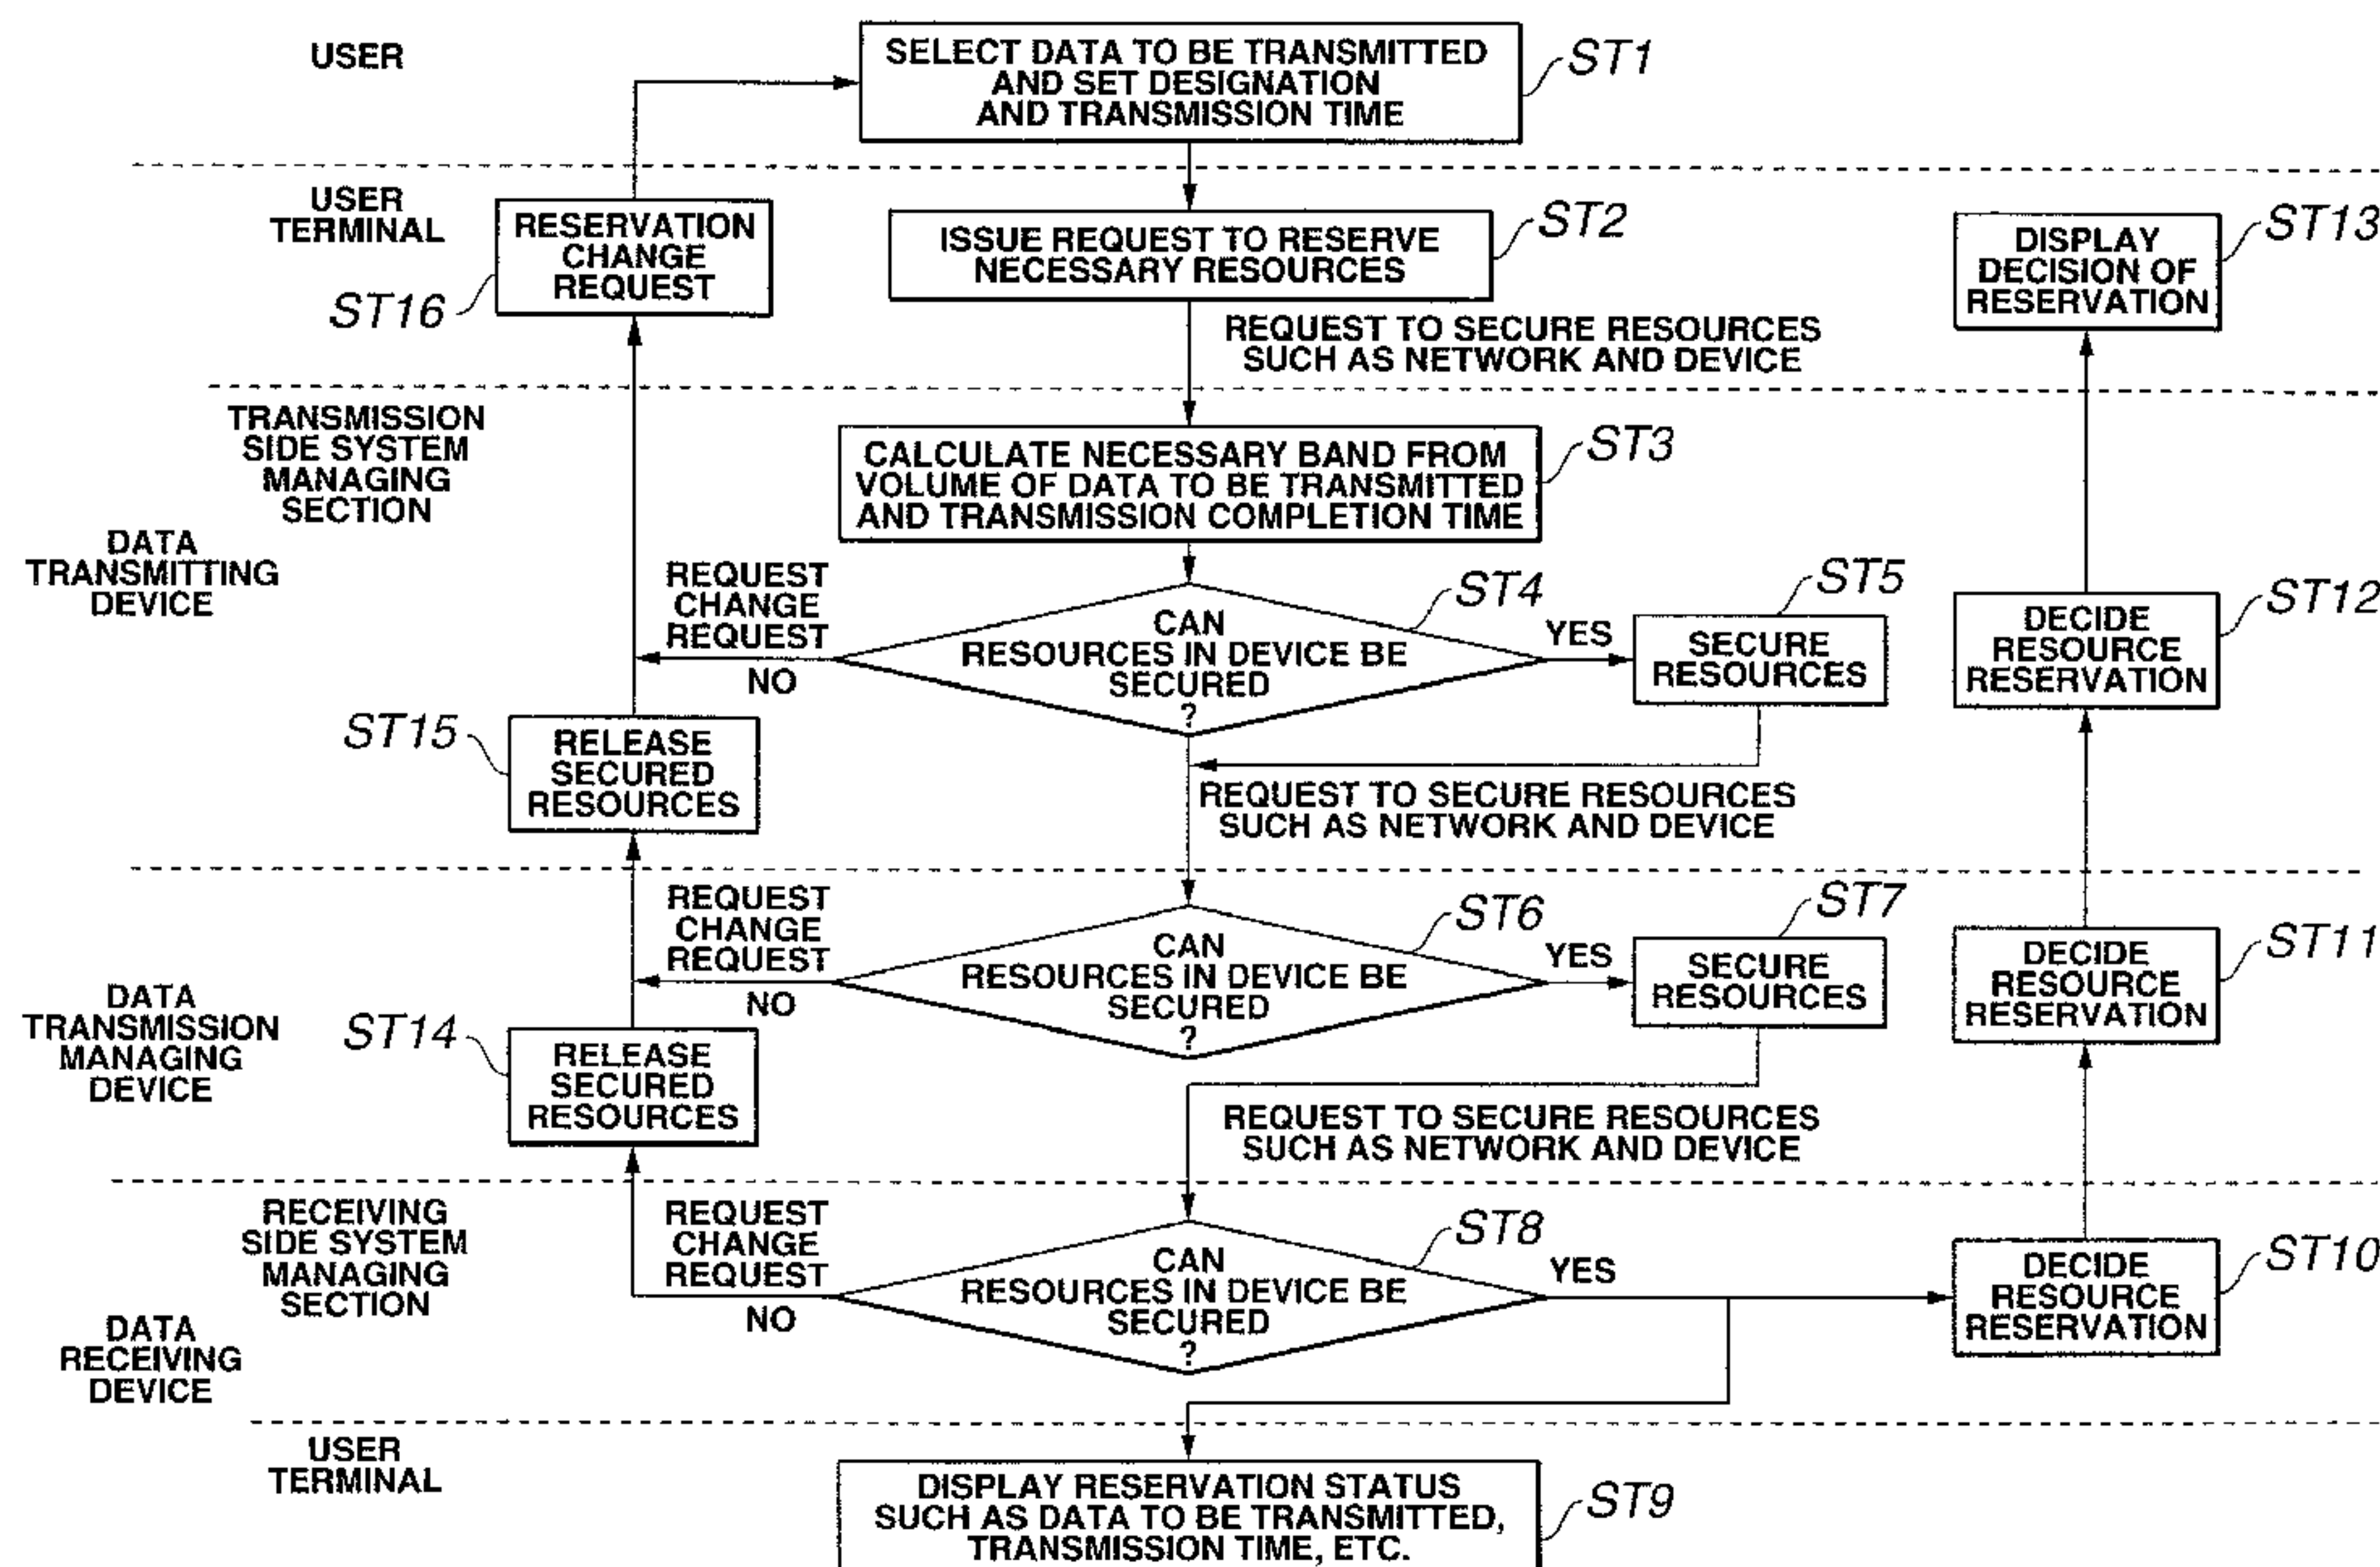 USER
SELECT DATA TO BE TRANSMITTED
AND SET DESIGNATION
AND TRANSMISSION TIME
ST1
USER
TERMINAL
RESERVATION
CHANGE
REQUEST
ST16
ISSUE REQUEST TO RESERVE
NECESSARY RESOURCES
ST2
DISPLAY
DECISION OF
RESERVATION
ST13
REQUEST TO SECURE RESOURCES
SUCH AS NETWORK AND DEVICE
TRANSMISSION
SIDE SYSTEM
MANAGING
SECTION
CALCULATE NECESSARY BAND FROM
VOLUME OF DATA TO BE TRANSMITTED
AND TRANSMISSION COMPLETION TIME
ST3
DATA
TRANSMITTING
DEVICE
REQUEST
CHANGE
REQUEST
NO
CAN
RESOURCES IN DEVICE BE
SECURED
?
ST4
YES
SECURE
RESOURCES
ST5
DECIDE
RESOURCE
RESERVATION
ST12
ST15
RELEASE
SECURED
RESOURCES
REQUEST TO SECURE RESOURCES
SUCH AS NETWORK AND DEVICE
DATA
TRANSMISSION
MANAGING
DEVICE
REQUEST
CHANGE
REQUEST
NO
CAN
RESOURCES IN DEVICE BE
SECURED
?
ST6
YES
SECURE
RESOURCES
ST7
DECIDE
RESOURCE
RESERVATION
ST11
ST14
RELEASE
SECURED
RESOURCES
REQUEST TO SECURE RESOURCES
SUCH AS NETWORK AND DEVICE
RECEIVING
SIDE SYSTEM
MANAGING
SECTION
DATA
RECEIVING
DEVICE
REQUEST
CHANGE
REQUEST
NO
CAN
RESOURCES IN DEVICE BE
SECURED
?
ST8
YES
DECIDE
RESOURCE
RESERVATION
ST10
USER
TERMINAL
DISPLAY RESERVATION STATUS
SUCH AS DATA TO BE TRANSMITTED,
TRANSMISSION TIME, ETC.
ST9